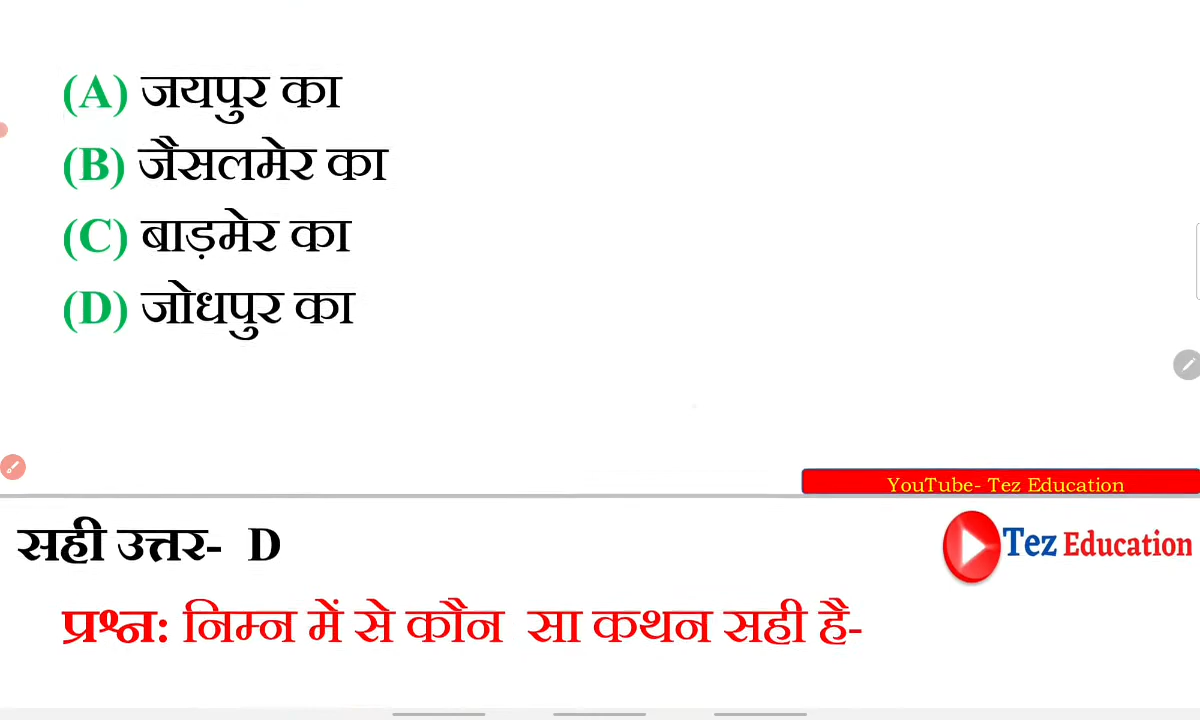 (A) जयपुर का
(B) जैसलमेर का
(C) बाड़मेर का
(D) जोधपुर का
YouTube- Tez Education
सही उत्तर- D
Tez Education
प्रश्न: निम्न में से कौन सा कथन सही है-